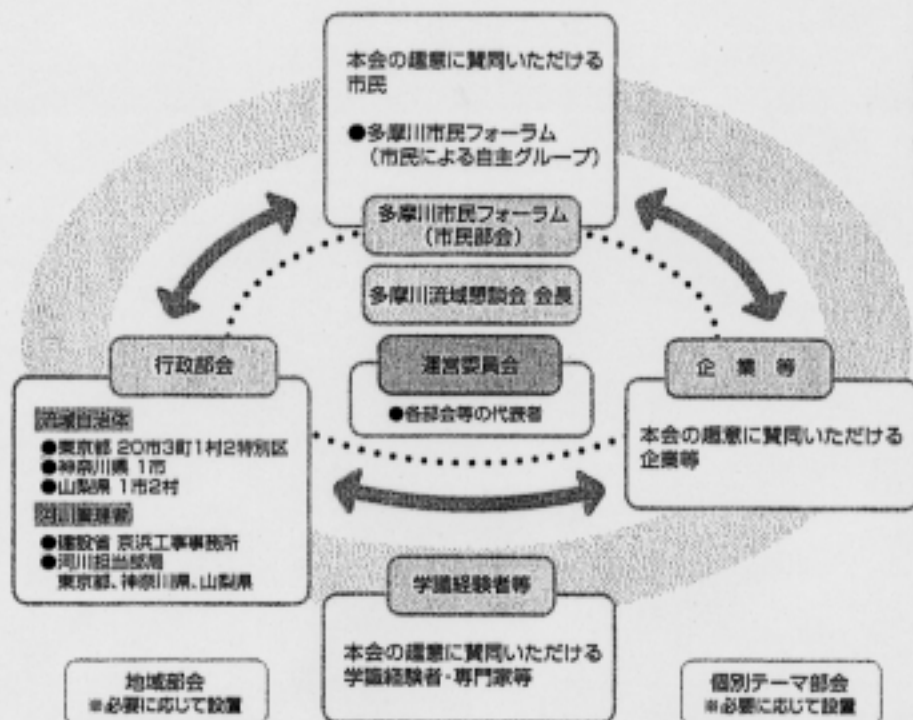 本会の趣意に賛同いただける
市民
●多摩川市民フォーラム
(市民による自主グループ)
多摩川市民フォーラム
(市民部会)
多摩川流域懇談会 会長
行政部会
運営委員会
企業等
●各部会等の代表者
流域自治体
●東京都 20市3町1村2特別区
●神奈川県 1市
●山梨県 1市2村
河川管理者
●建設省 京浜工事事務所
●河川担当部局
東京都、神奈川県、山梨県
本会の趣意に賛同いただける
企業等
学識経験者等
本会の趣意に賛同いただける
学識経験者・専門家等
地域部会
※必要に応じて設置
個別テーマ部会
※必要に応じて設置